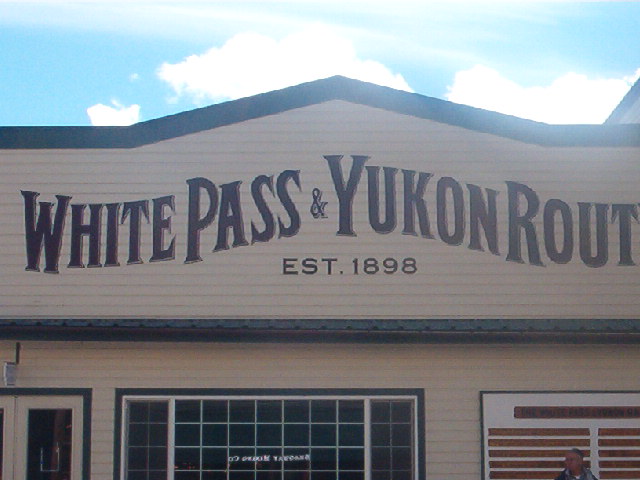 WHITE PASS & YUKON ROUT
EST. 1898